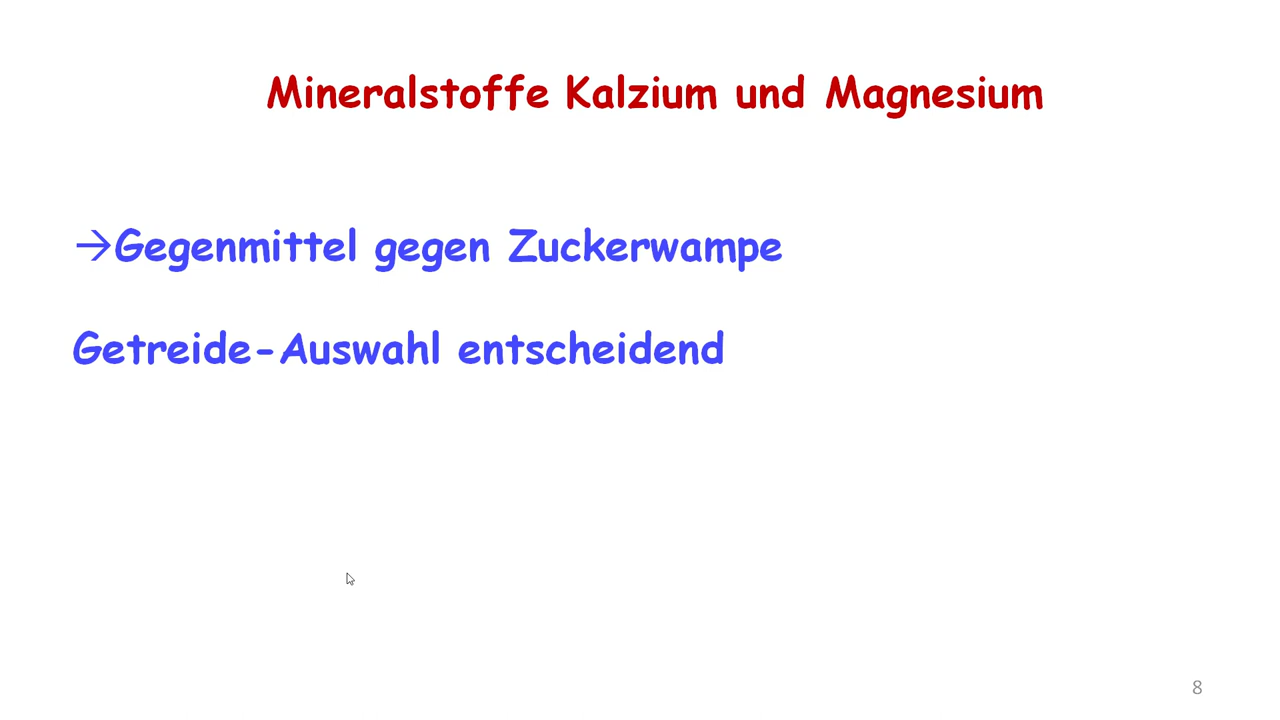 Mineralstoffe Kalzium und Magnesium
→Gegenmittel gegen Zuckerwampe
Getreide-Auswahl entscheidend
8